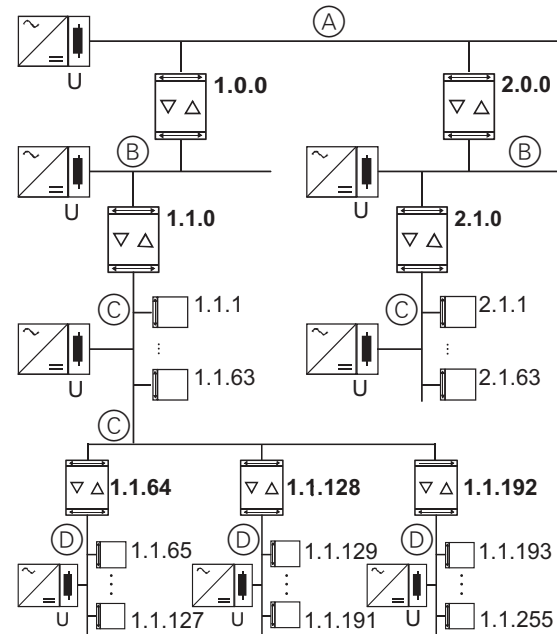 A
U
1.0.0
2.0.0
B
B
U
U
1.1.0
2.1.0
C
1.1.1
C
2.1.1
U
U
1.1.63
2.1.63
C
1.1.64
1.1.128
1.1.192
D
1.1.65
D
1.1.129
D
1.1.193
U
1.1.127
U
1.1.191
U
1.1.255